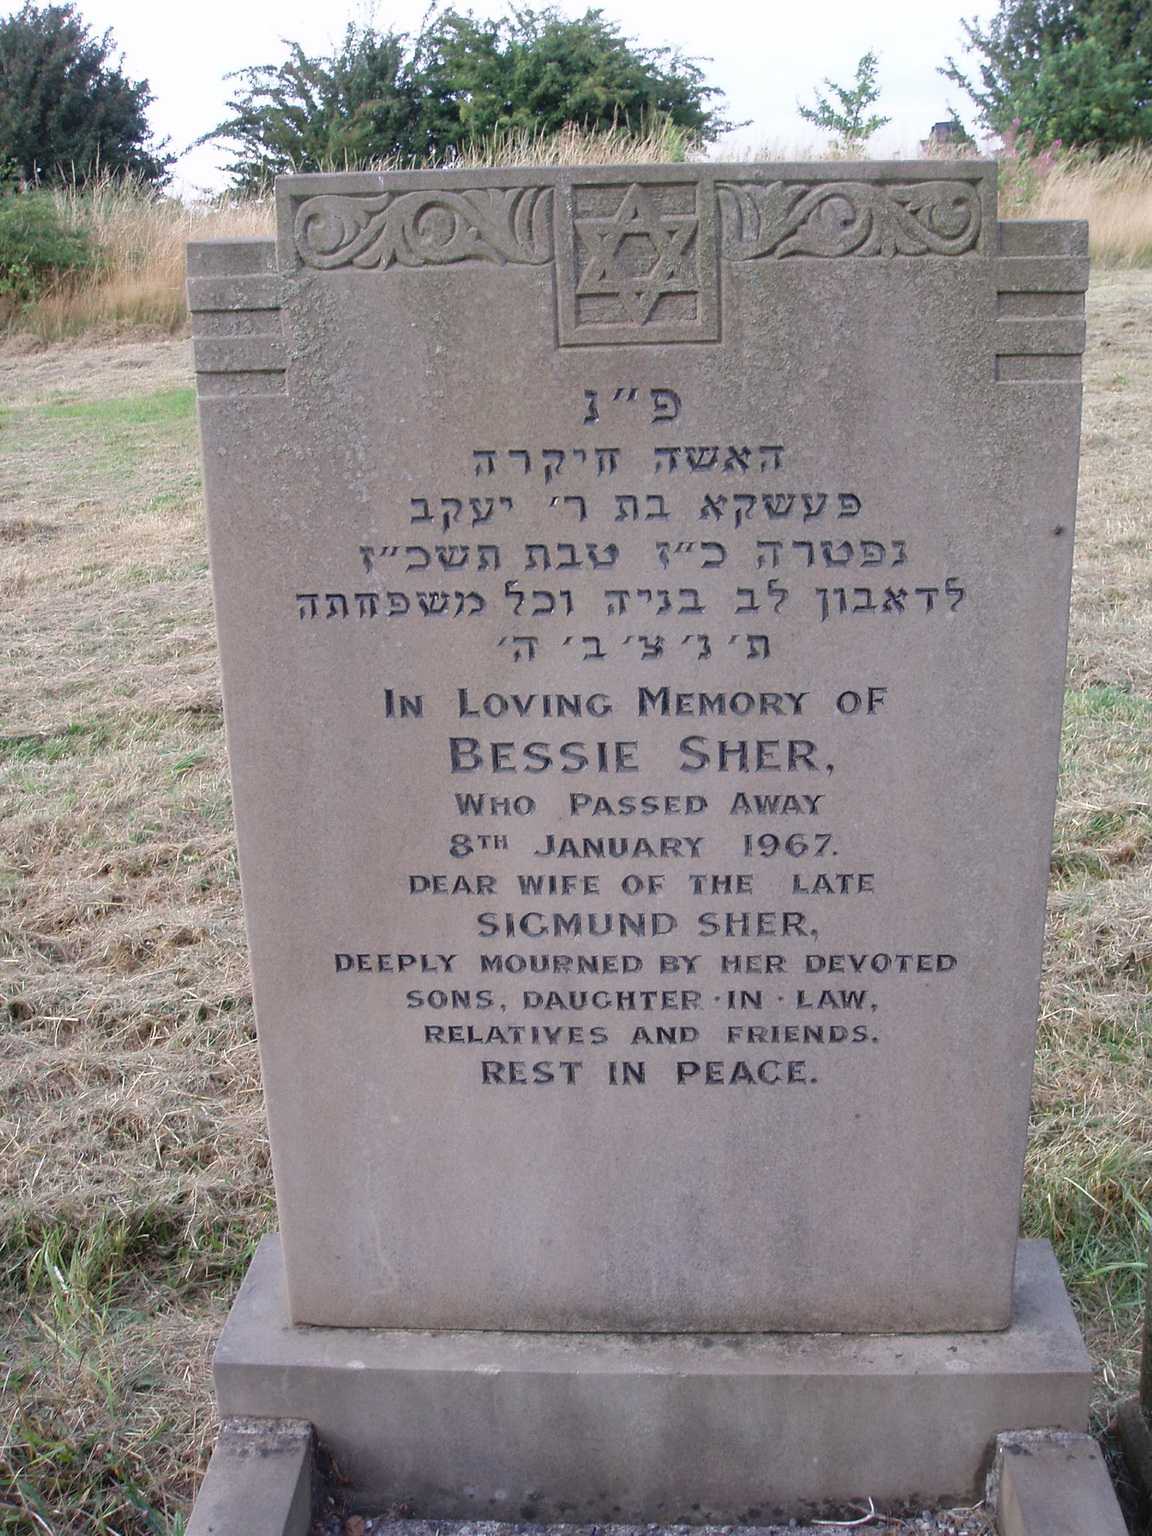 פ״נ
האשה חיקרה
פעשקא בת ר׳ יעקב
נפטרה כ״ז טבת תשכ״ז
לדאבון לב בניה וכל משפחתה
ת׳ נ׳ צ׳ ב׳ ה׳
IN LOVING MEMORY OF
BESSIE SHER,
WHO PASSED AWAY
8TH JANUARY 1967.
DEAR WIFE OF THE LATE
SIGMUND SHER,
DEEPLY MOURNED BY HER DEVOTED
SONS, DAUGHTER·IN·LAW,
RELATIVES AND FRIENDS.
REST IN PEACE.